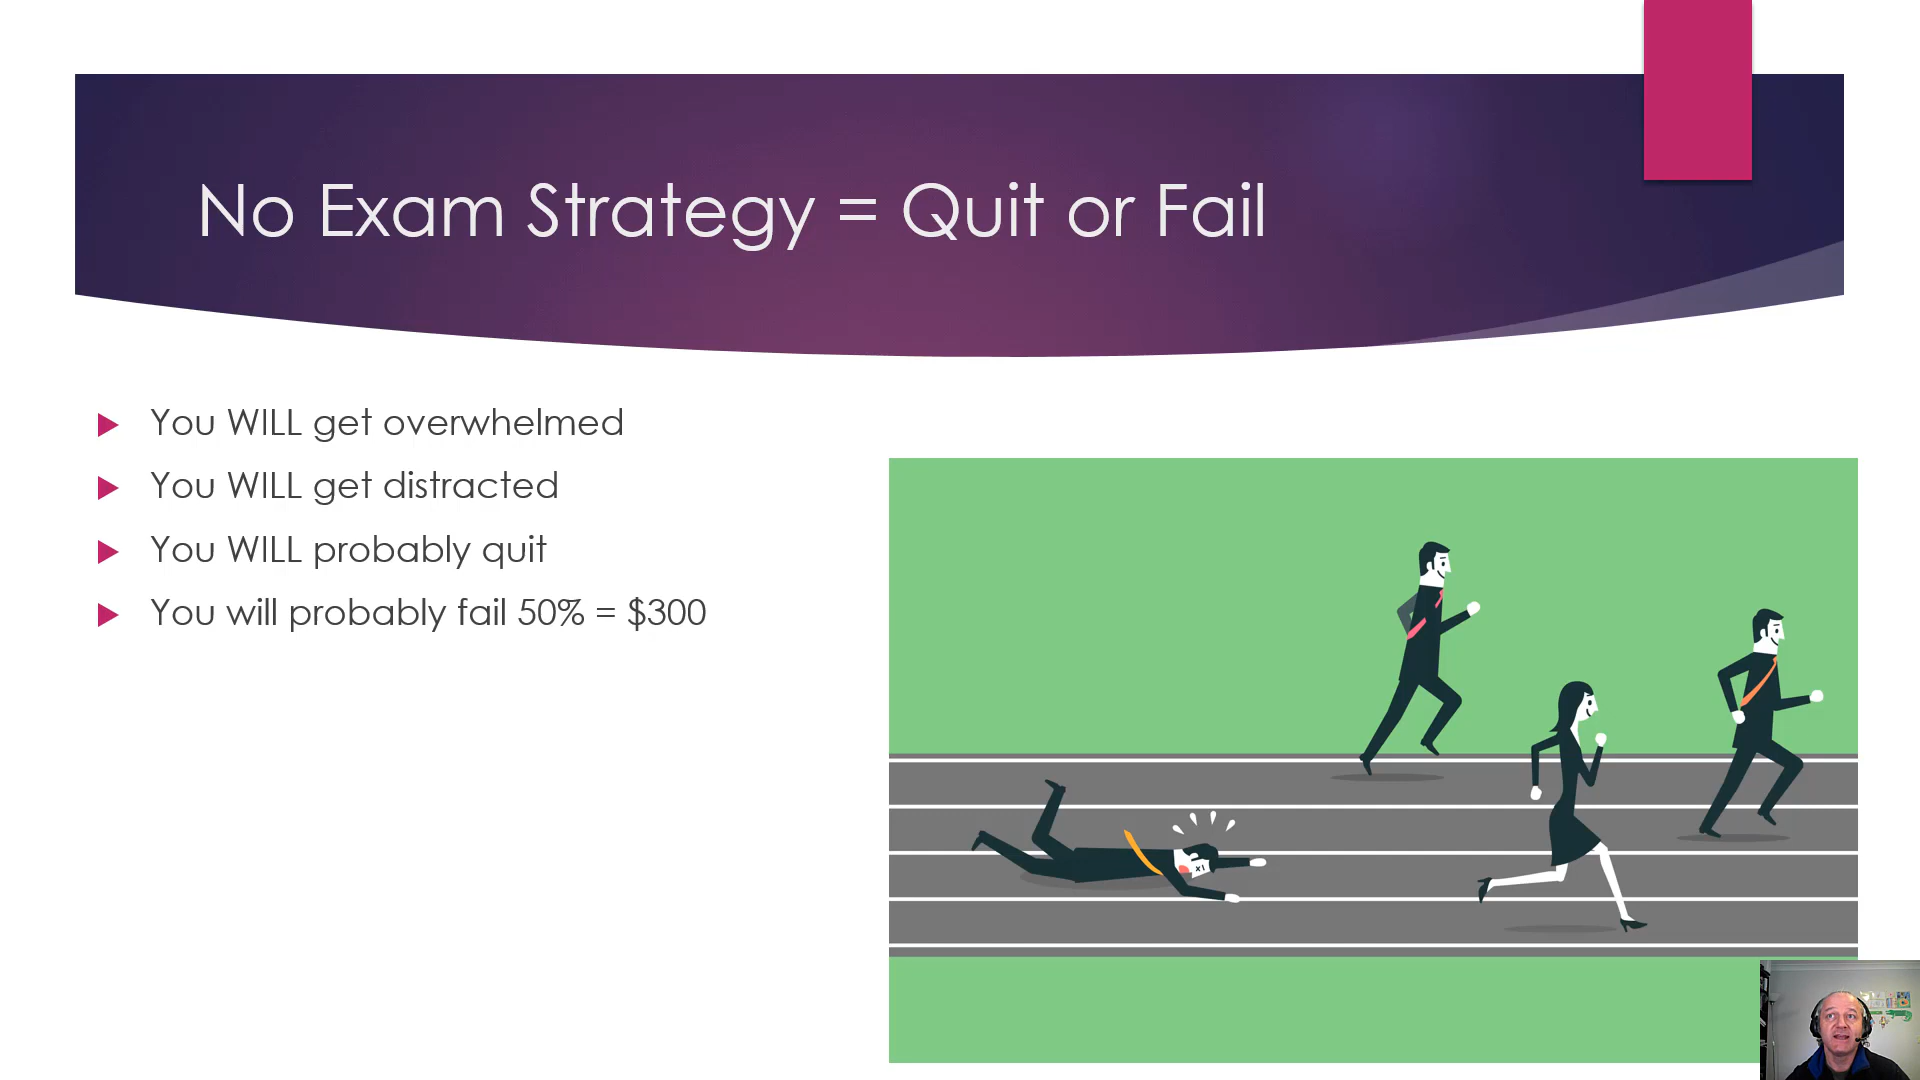 No Exam Strategy = Quit or Fail
You WILL get overwhelmed
You WILL get distracted
You WILL probably quit
You will probably fail 50% = $300